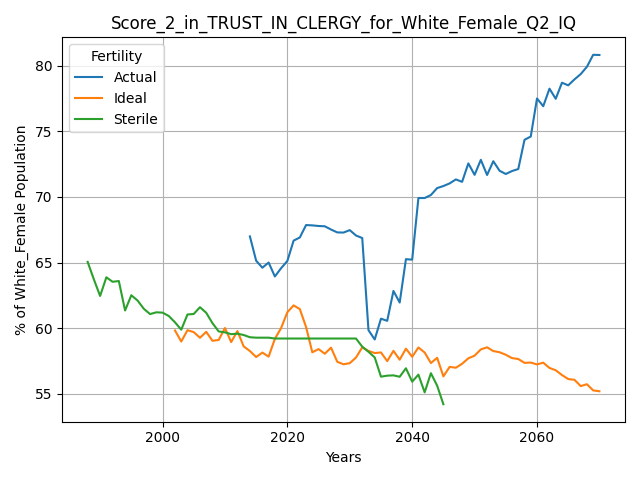 Score_2_in_TRUST_IN_CLERGY_for_White_Female_Q2_IQ
Fertility
Actual
Ideal
Sterile
% of White_Female Population
80
75
70
65
60
55
2000
2020
2040
2060
Years